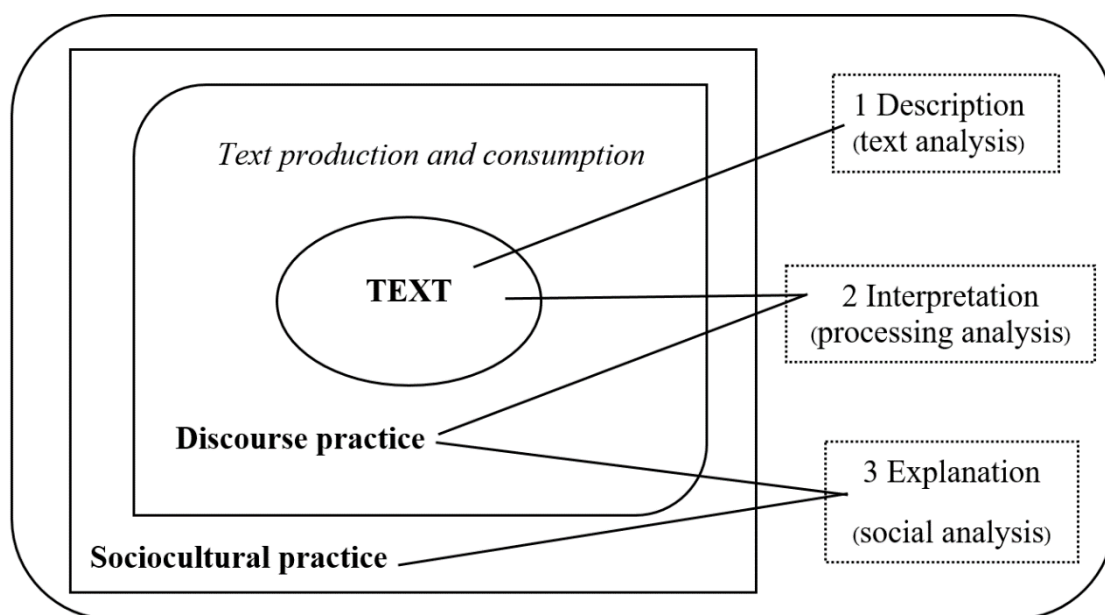 1 Description
(text analysis)
Text production and consumption
TEXT
2 Interpretation
(processing analysis)
Discourse practice
3 Explanation
(social analysis)
Sociocultural practice